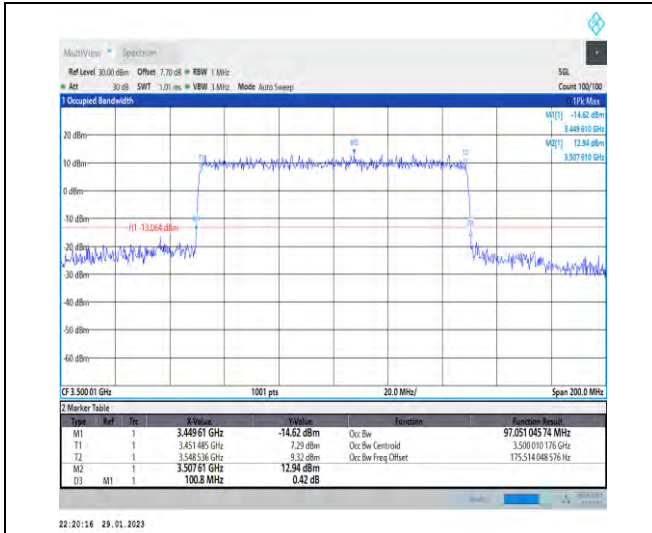 MultiView Spectrum
Ref Level 30.00 dBm Offset 7.70 dB RBW 1 MHz SGL
Att 30 dB SWT 1.01 ms VBW 3 MHz Mode Auto Sweep Count 100/100
1 Occupied Bandwidth 1Pk Max
M1[1] -14.62 dBm
3.449 610 GHz
M2[1] 12.94 dBm
3.507 610 GHz
20 dBm
M2
T1 T2
10 dBm
0 dBm
-10 dBm
H1 -13.064 dBm
-20 dBm
-30 dBm
-40 dBm
-50 dBm
-60 dBm
CF 3.500 01 GHz 1001 pts 20.0 MHz/ Span 200.0 MHz
2 Marker Table
Type Ref Trc X-Value Y-Value Function Function Result
M1 1 3.449 61 GHz -14.62 dBm Occ Bw 97.051 045 74 MHz
T1 1 3.451 485 GHz 7.29 dBm Occ Bw Centroid 3.500 010 176 GHz
T2 1 3.548 536 GHz 9.32 dBm Occ Bw Freq Offset 175.514 048 576 Hz
M2 1 3.507 61 GHz 12.94 dBm
D3 M1 1 100.8 MHz 0.42 dB
22:20:16 29.01.2023